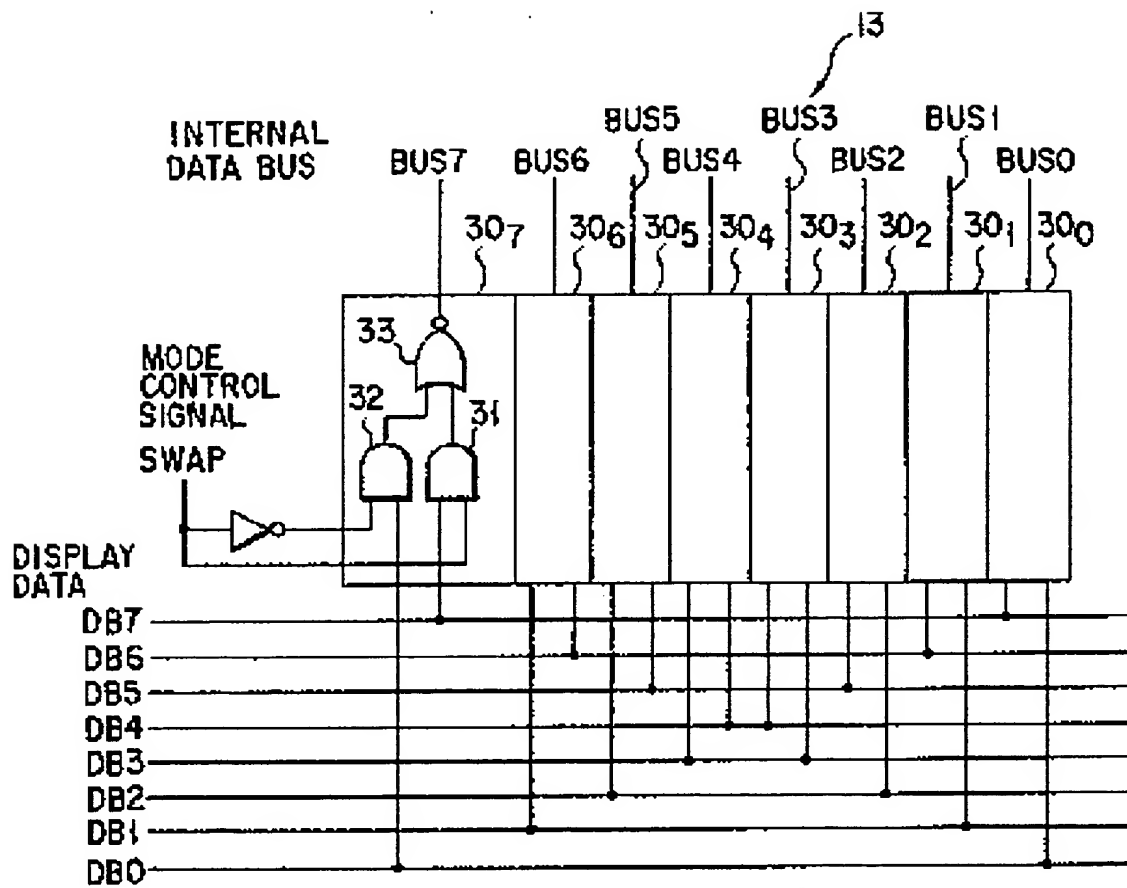 13
INTERNAL
DATA BUS
BUS7
BUS6
BUS5
BUS4
BUS3
BUS2
BUS1
BUS0
30₇
30₆
30₅
30₄
30₃
30₂
30₁
30₀
33
32
31
MODE
CONTROL
SIGNAL
SWAP
DISPLAY
DATA
DB7
DB6
DB5
DB4
DB3
DB2
DB1
DB0